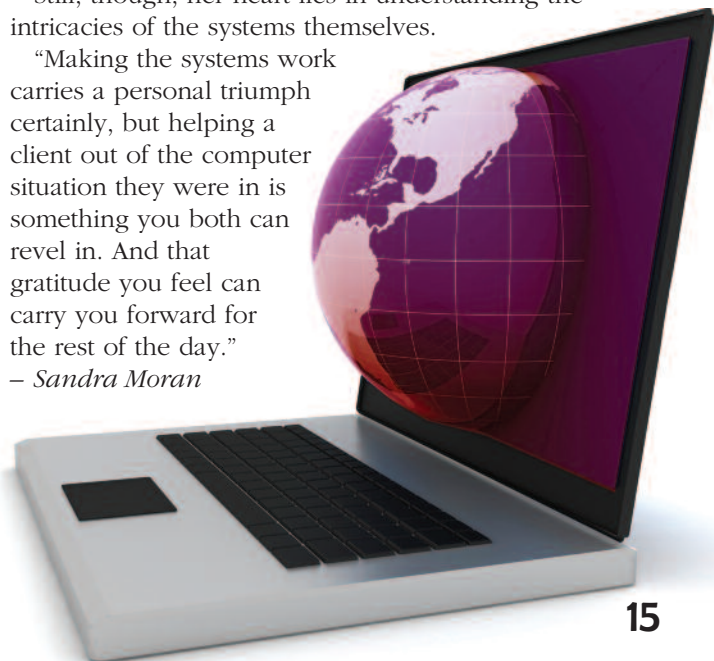 Still, though, her heart lies in understanding the
intricacies of the systems themselves.
“Making the systems work
carries a personal triumph
certainly, but helping a
client out of the computer
situation they were in is
something you both can
revel in. And that
gratitude you feel can
carry you forward for
the rest of the day.”
– Sandra Moran
15